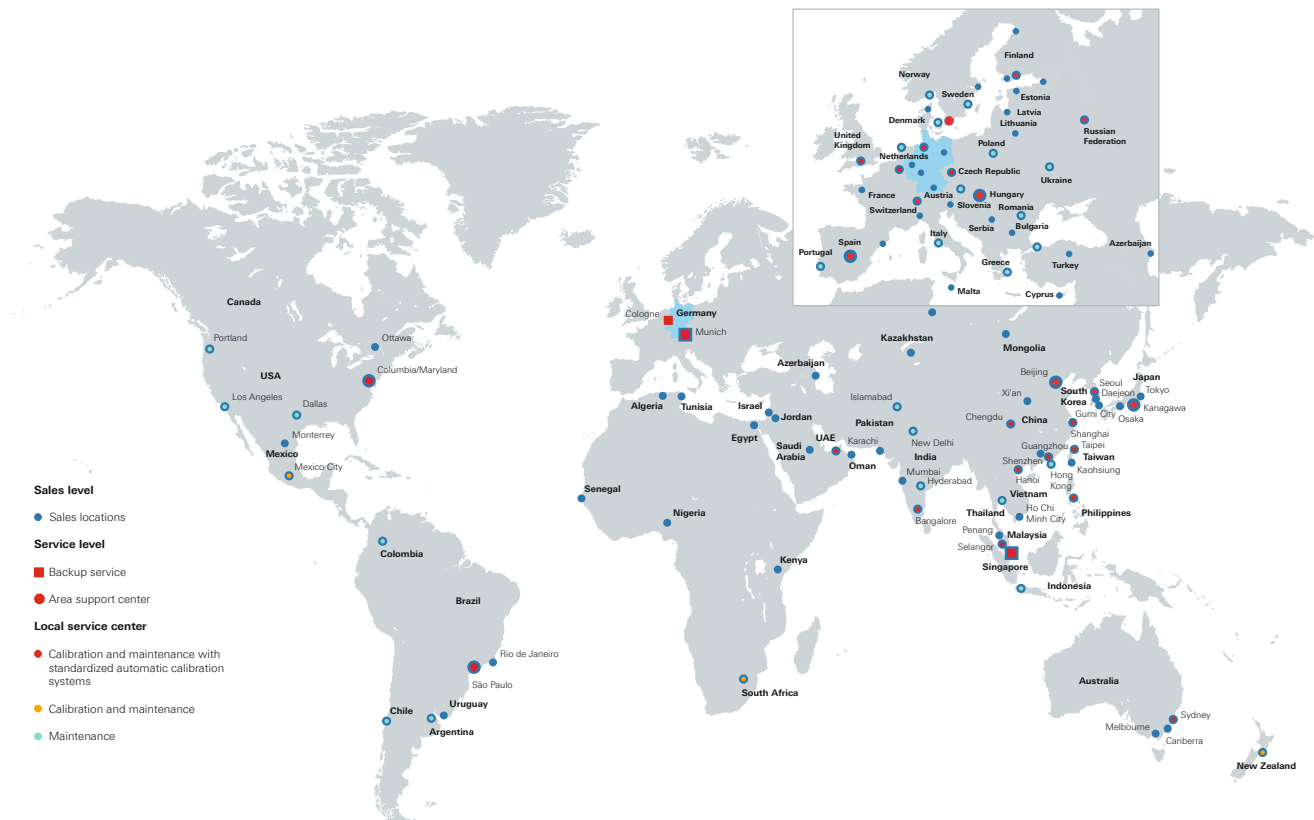 Finland
Norway
Sweden
Estonia
Denmark
Latvia
Lithuania
United
Kingdom
Russian
Federation
Poland
Netherlands
Czech Republic
Ukraine
France
Austria
Hungary
Switzerland
Slovenia
Romania
Serbia
Bulgaria
Italy
Spain
Portugal
Azerbaijan
Greece
Turkey
Malta
Cyprus
Canada
Portland
Ottawa
USA
Columbia/Maryland
Los Angeles
Dallas
Monterrey
Mexico
Mexico City
Cologne
Germany
Munich
Kazakhstan
Mongolia
Azerbaijan
Beijing
Japan
Seoul
South
Korea
Daejeon
Tokyo
Xi'an
Gumi City
Kanagawa
Osaka
Algeria
Tunisia
Israel
Jordan
Islamabad
Pakistan
Chengdu
China
Egypt
Saudi
Arabia
UAE
Karachi
Oman
New Delhi
India
Shanghai
Guangzhou
Taipei
Shenzhen
Taiwan
Mumbai
Hyderabad
Hanoi
Hong
Kong
Kaohsiung
Senegal
Vietnam
Nigeria
Bangalore
Thailand
Ho Chi
Minh City
Philippines
Penang
Malaysia
Selangor
Singapore
Kenya
Indonesia
Colombia
Brazil
Rio de Janeiro
São Paulo
South Africa
Australia
Chile
Uruguay
Argentina
Sydney
Melbourne
Canberra
New Zealand
Sales level
Sales locations
Service level
Backup service
Area support center
Local service center
Calibration and maintenance with
standardized automatic calibration
systems
Calibration and maintenance
Maintenance